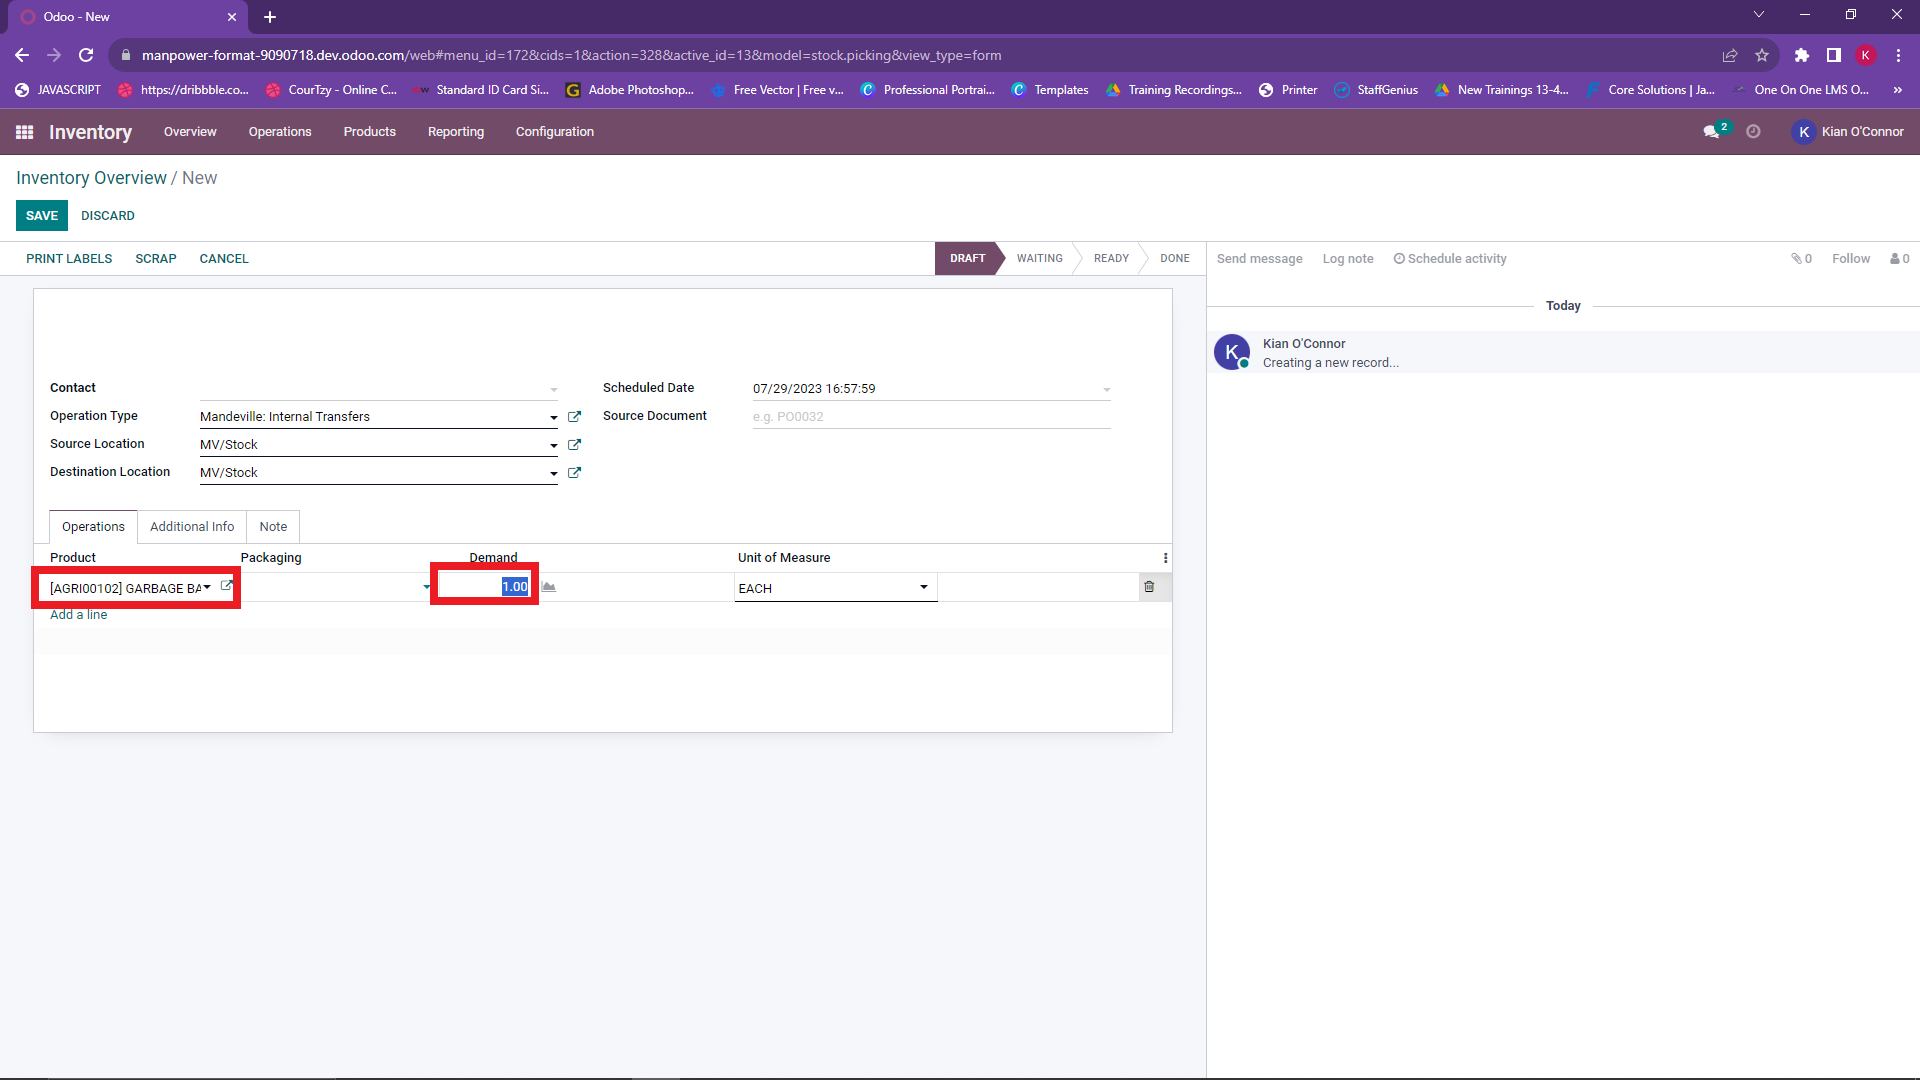 Odoo - New
manpower-format-9090718.dev.odoo.com/web#menu_id=172&cids=1&action=328&active_id=13&model=stock.picking&view_type=form
K
JAVASCRIPT https://dribbble.co... CourTzy - Online C... Standard ID Card Si... Adobe Photoshop... Free Vector | Free v... Professional Portrai... Templates Training Recordings... Printer StaffGenius New Trainings 13-4... Core Solutions | Ja... One On One LMS O... »
Inventory Overview Operations Products Reporting Configuration 2 K Kian O'Connor
Inventory Overview / New
SAVE DISCARD
PRINT LABELS SCRAP CANCEL DRAFT WAITING READY DONE
Send message Log note Schedule activity 0 Follow 0
Today
K Kian O'Connor
Creating a new record...
Contact
Scheduled Date 07/29/2023 16:57:59
Operation Type Mandeville: Internal Transfers
Source Document e.g. PO0032
Source Location MV/Stock
Destination Location MV/Stock
Operations Additional Info Note
Product Packaging Demand Unit of Measure
[AGRI00102] GARBAGE BA 1.00 EACH
Add a line